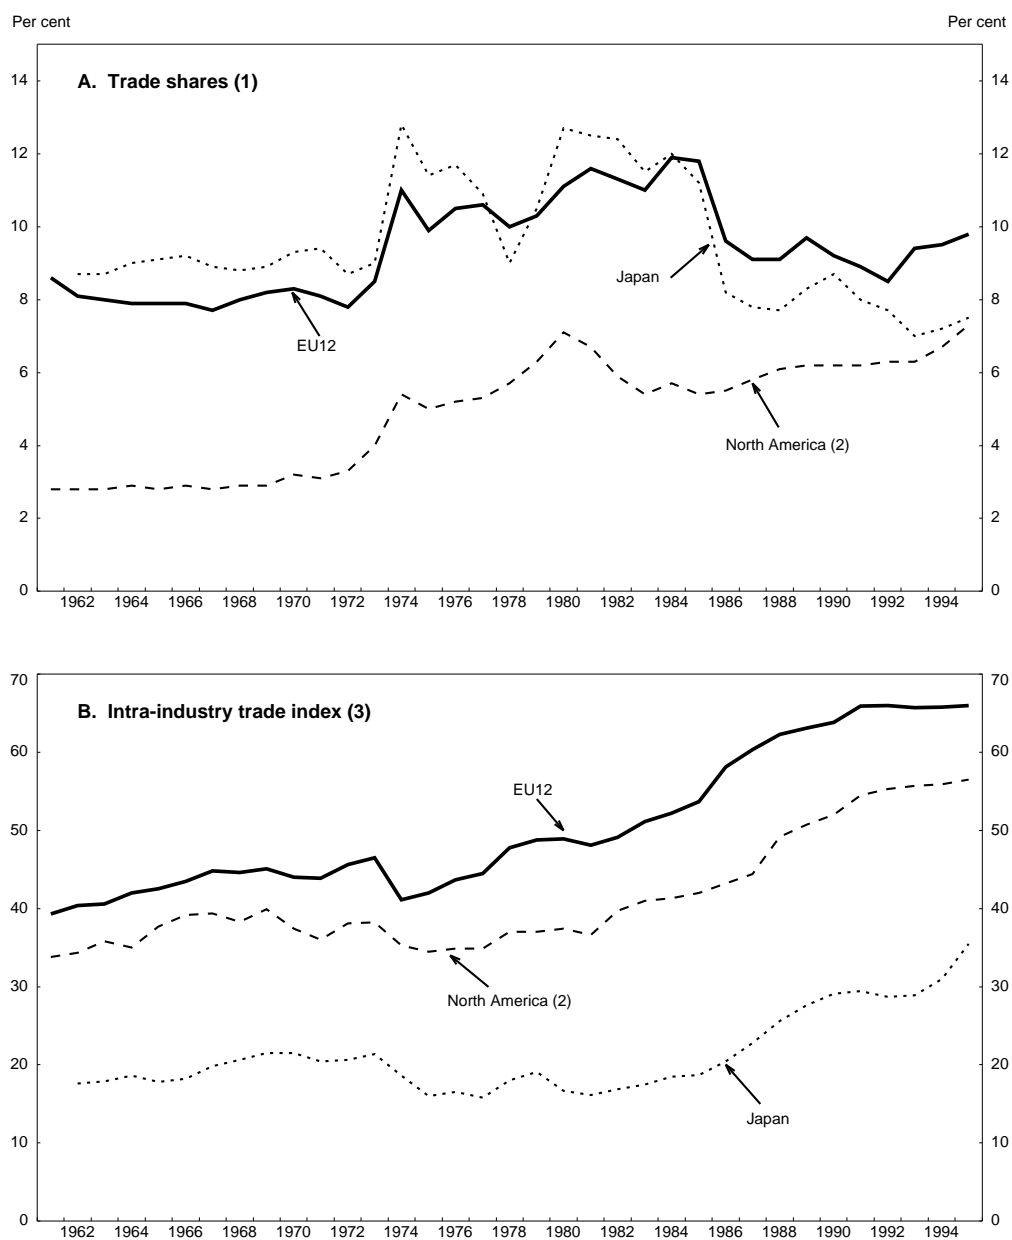 Per cent Per cent
A. Trade shares (1)
14 14
12 12
10 10
Japan
8 8
EU12
6 6
North America (2)
4 4
2 2
0 0
1962 1964 1966 1968 1970 1972 1974 1976 1978 1980 1982 1984 1986 1988 1990 1992 1994
70 70
B. Intra-industry trade index (3)
60 60
EU12
50 50
40 40
30 30
North America (2)
20 20
Japan
10 10
0 0
1962 1964 1966 1968 1970 1972 1974 1976 1978 1980 1982 1984 1986 1988 1990 1992 1994